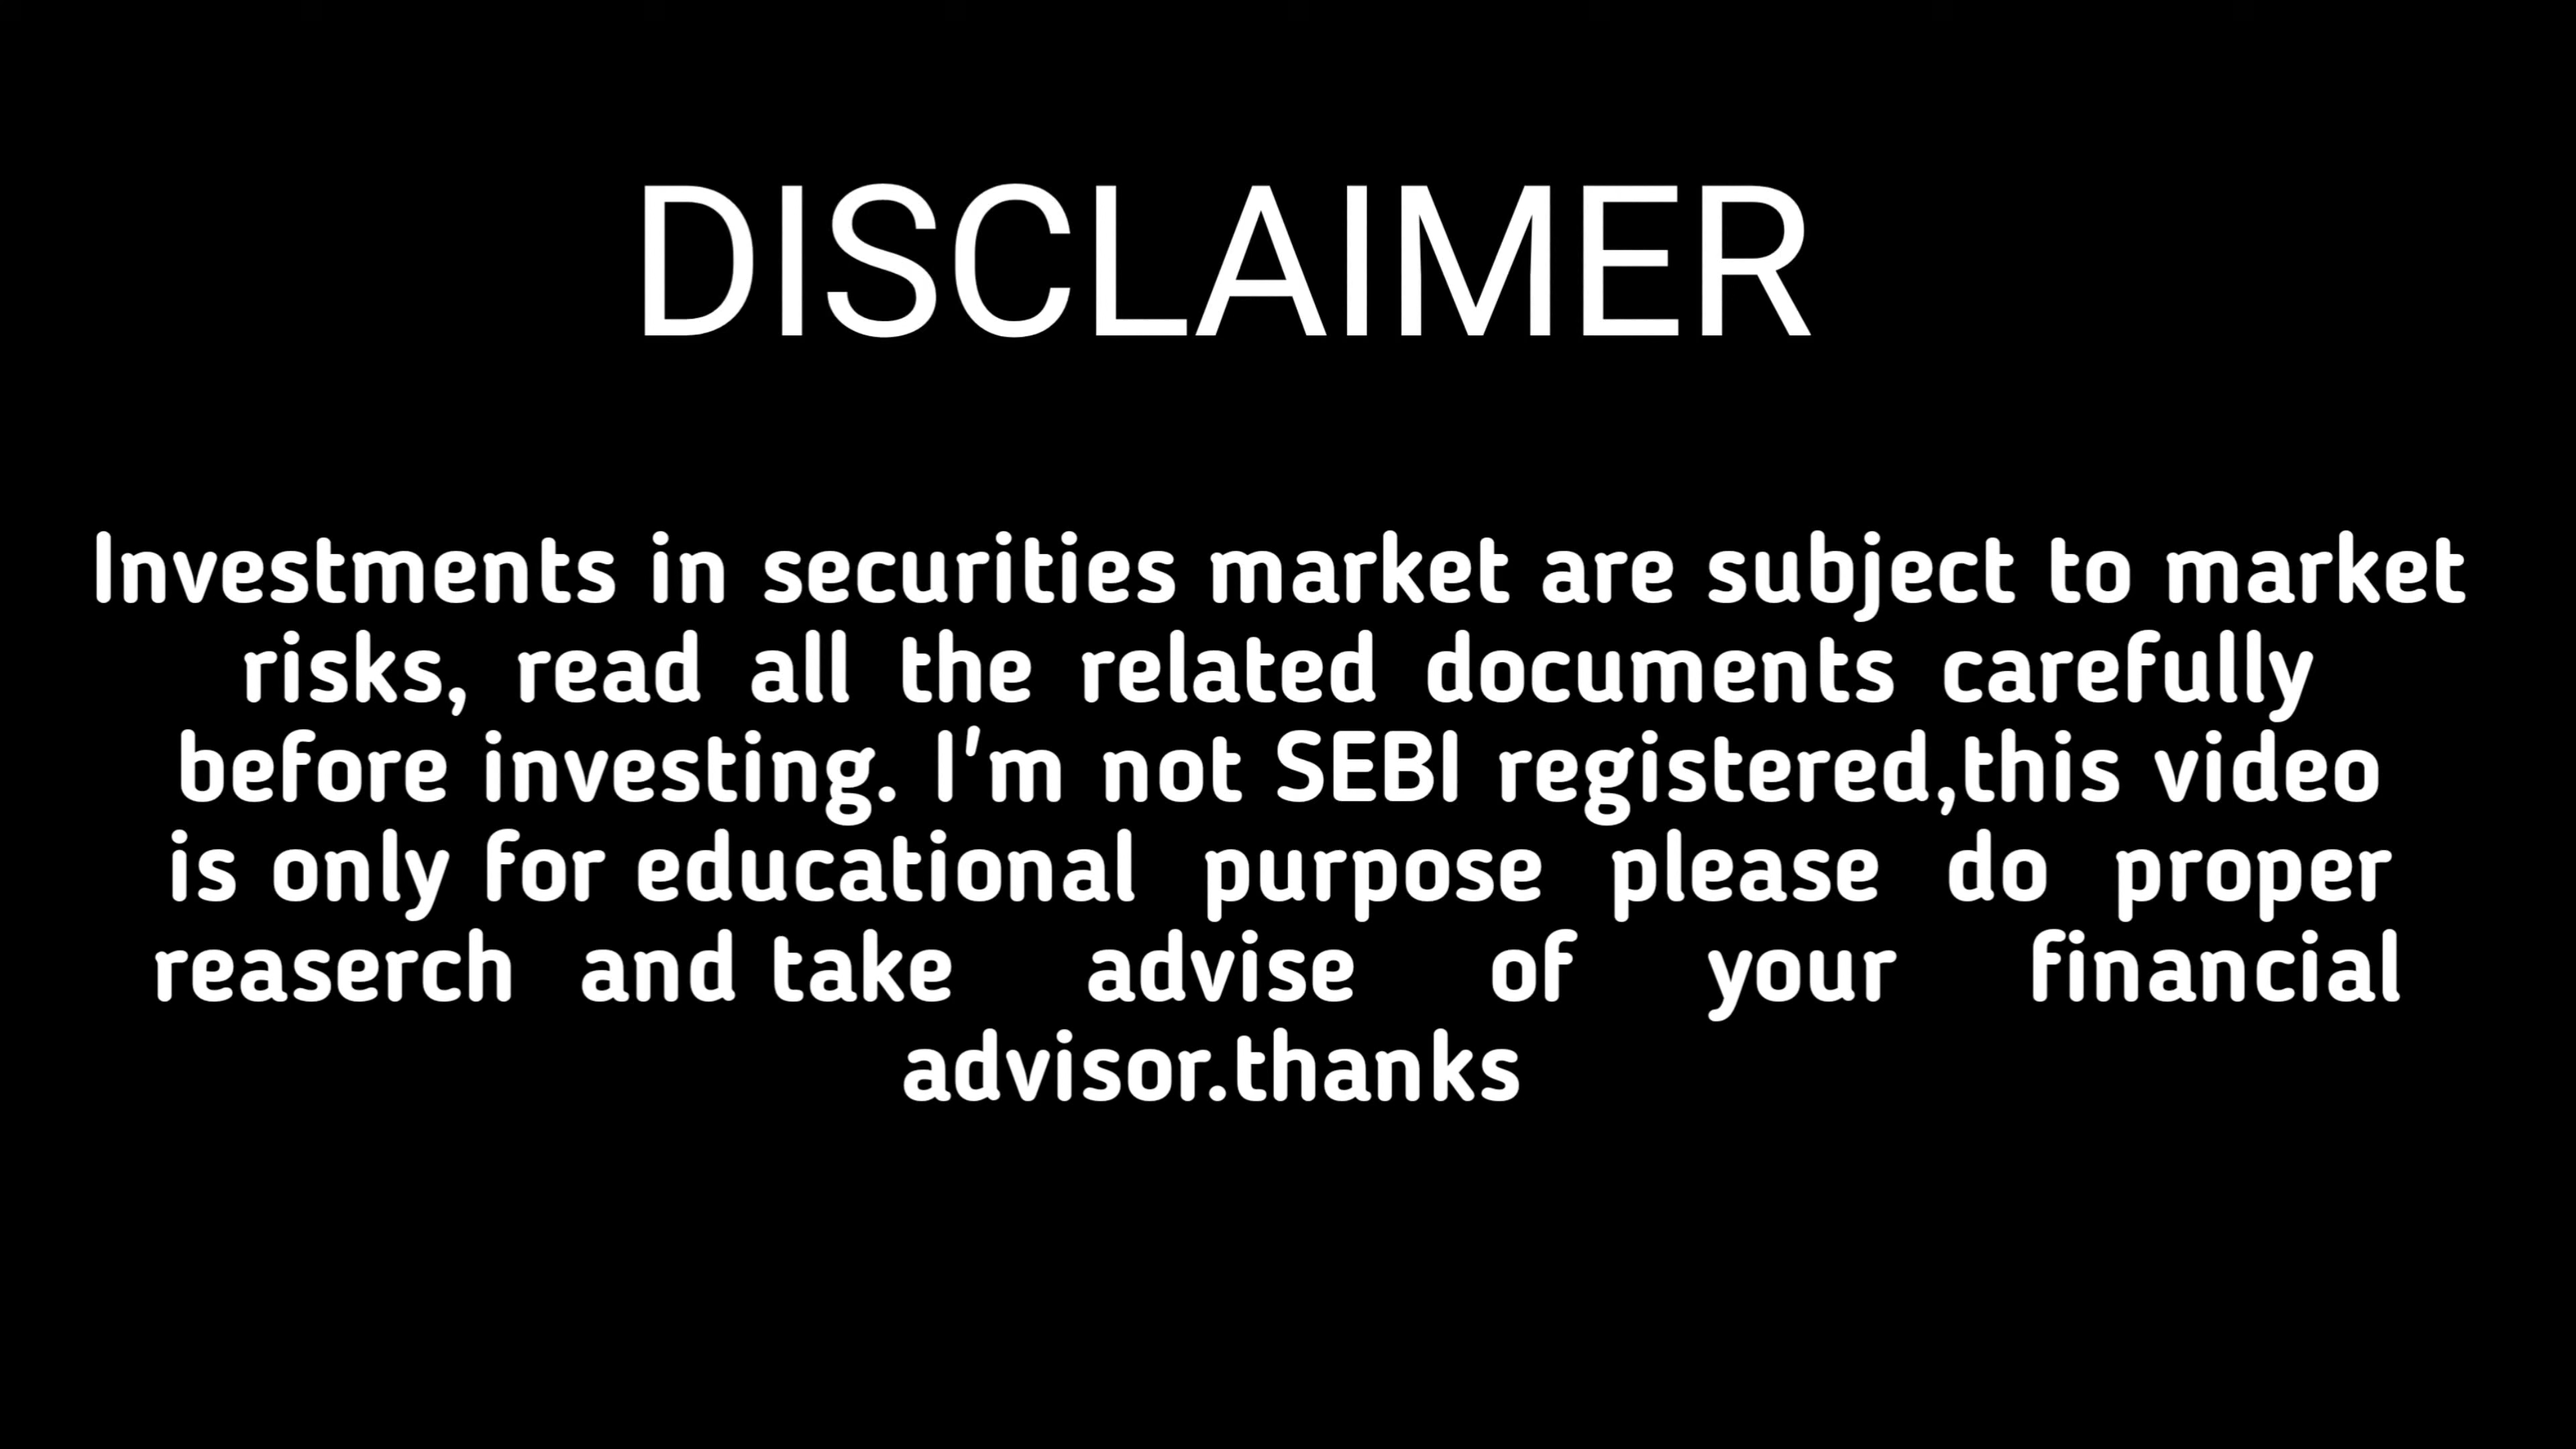 DISCLAIMER
Investments in securities market are subject to market
risks, read all the related documents carefully
before investing. I'm not SEBI registered,this video
is only for educational purpose please do proper
reaserch and take advise of your financial
advisor.thanks